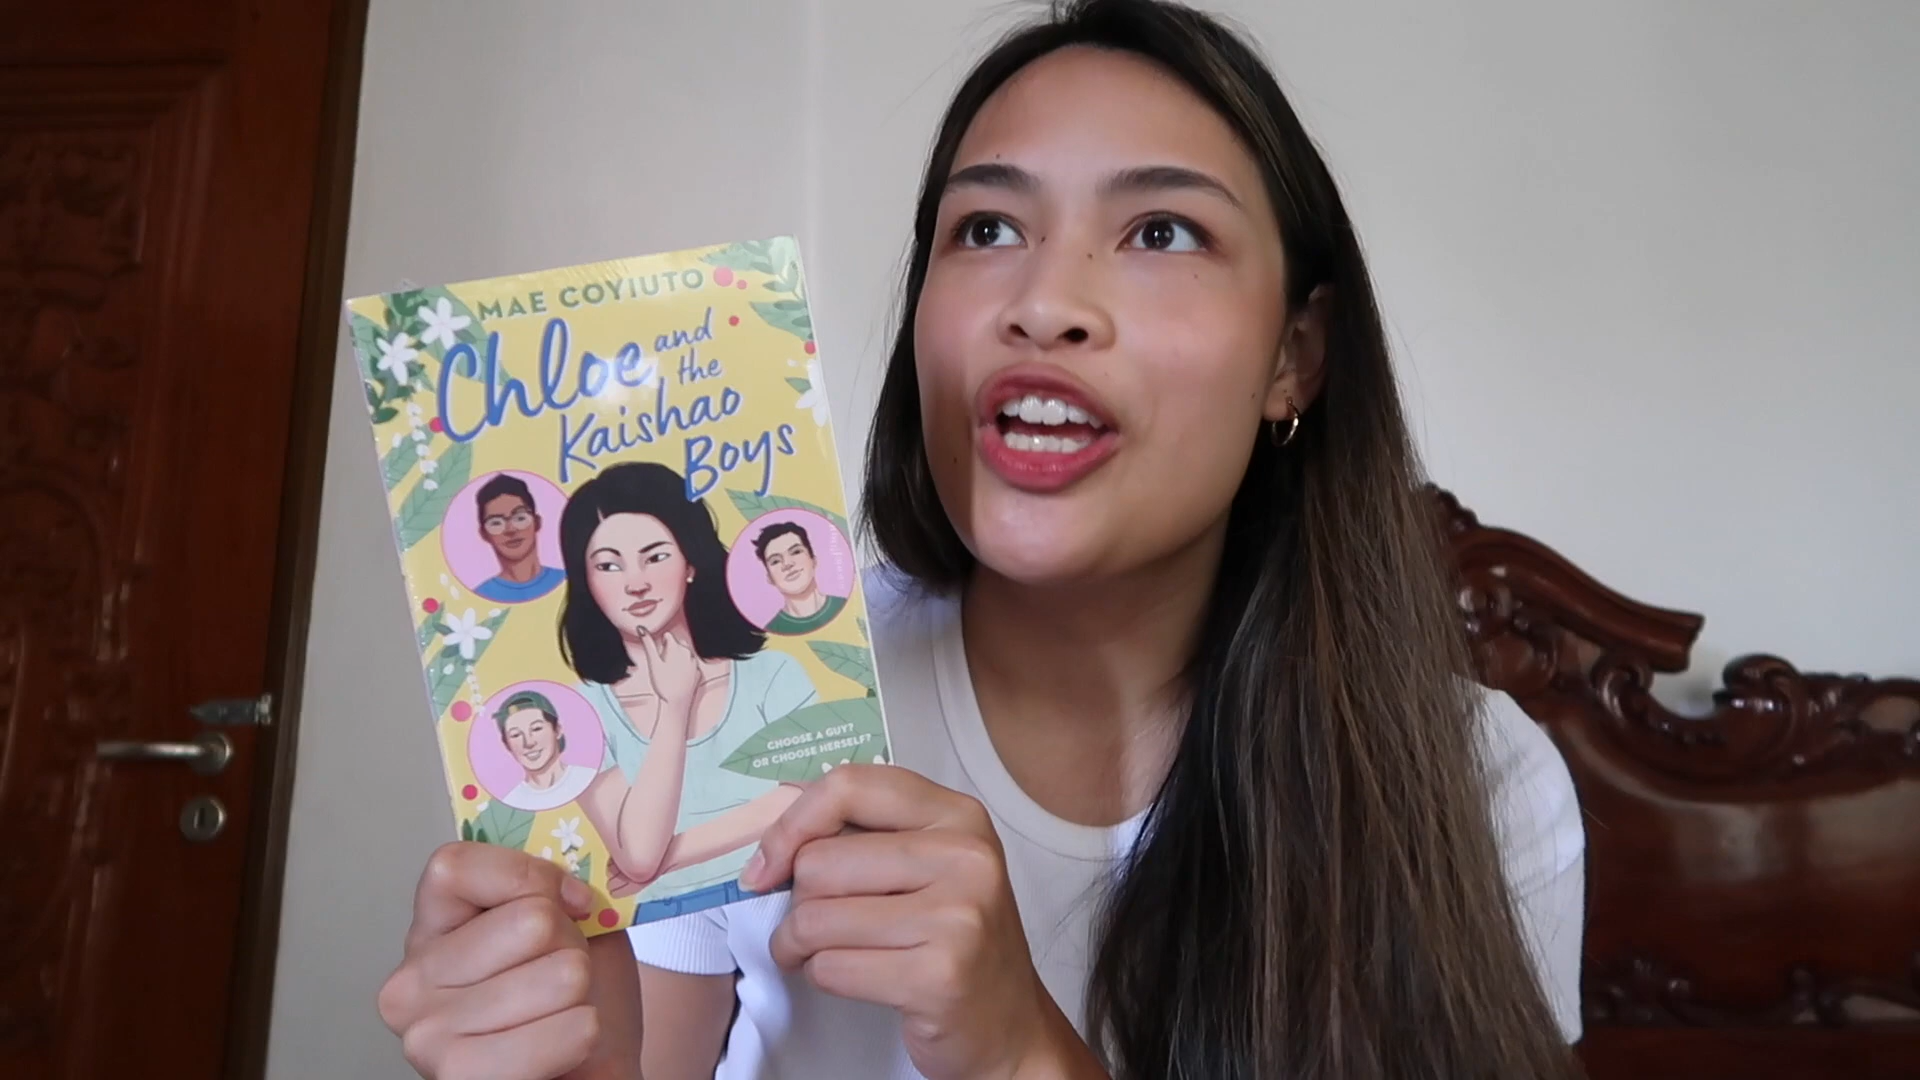 MAE COYIUTO
Chloe and
the
Kaishao
Boys
CHOOSE A GUY?
OR CHOOSE HERSELF?